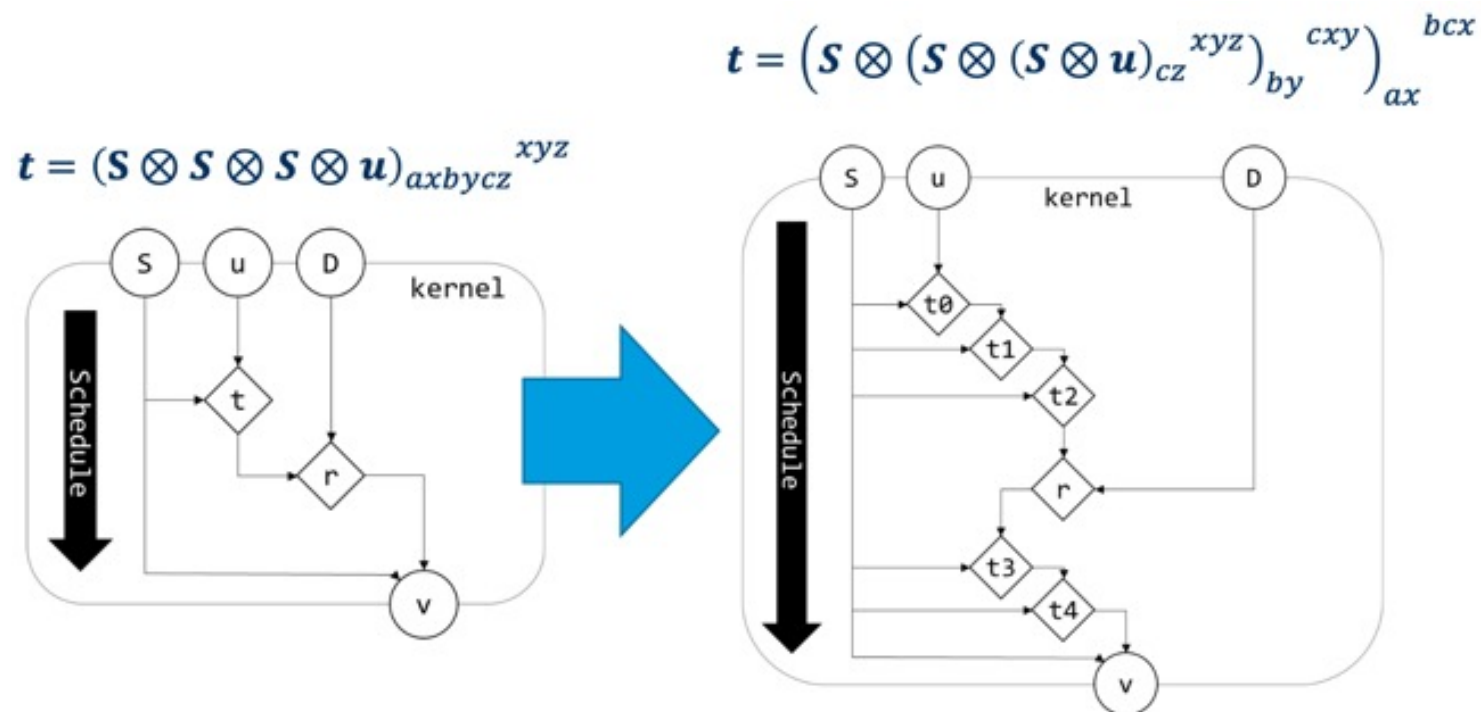 t = (S ⊗ (S ⊗ (S ⊗ u)_{cz}^{xyz})_{by}^{cxy})_{ax}^{bcx}
t = (S ⊗ S ⊗ S ⊗ u)_{axbycz}^{xyz}
S u D
kernel
Schedule
t
r
v
S u D
kernel
Schedule
t0
t1
t2
r
t3
t4
v